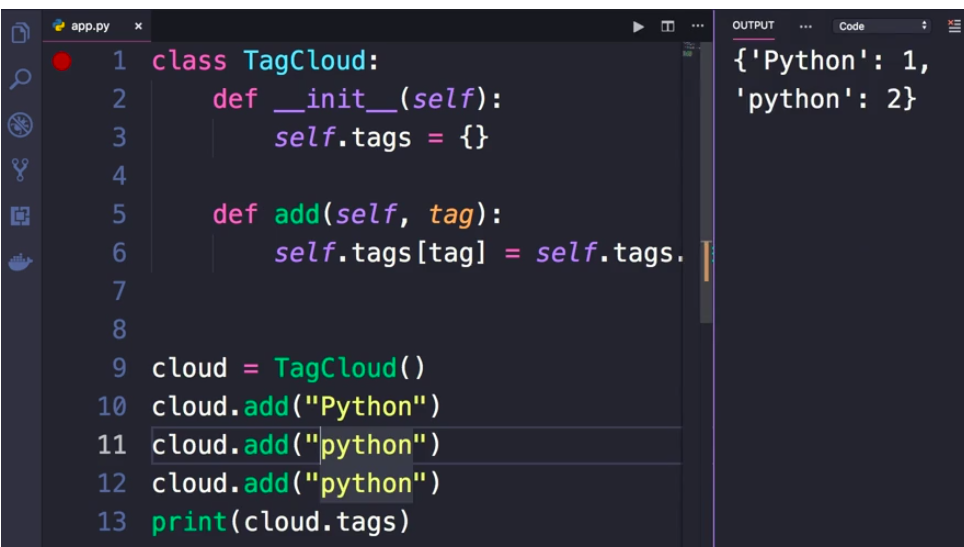 app.py ×
1 class TagCloud:
2     def __init__(self):
3         self.tags = {}
4
5     def add(self, tag):
6         self.tags[tag] = self.tags.
7
8
9 cloud = TagCloud()
10 cloud.add("Python")
11 cloud.add("python")
12 cloud.add("python")
13 print(cloud.tags)
OUTPUT ... Code
{'Python': 1,
'python': 2}